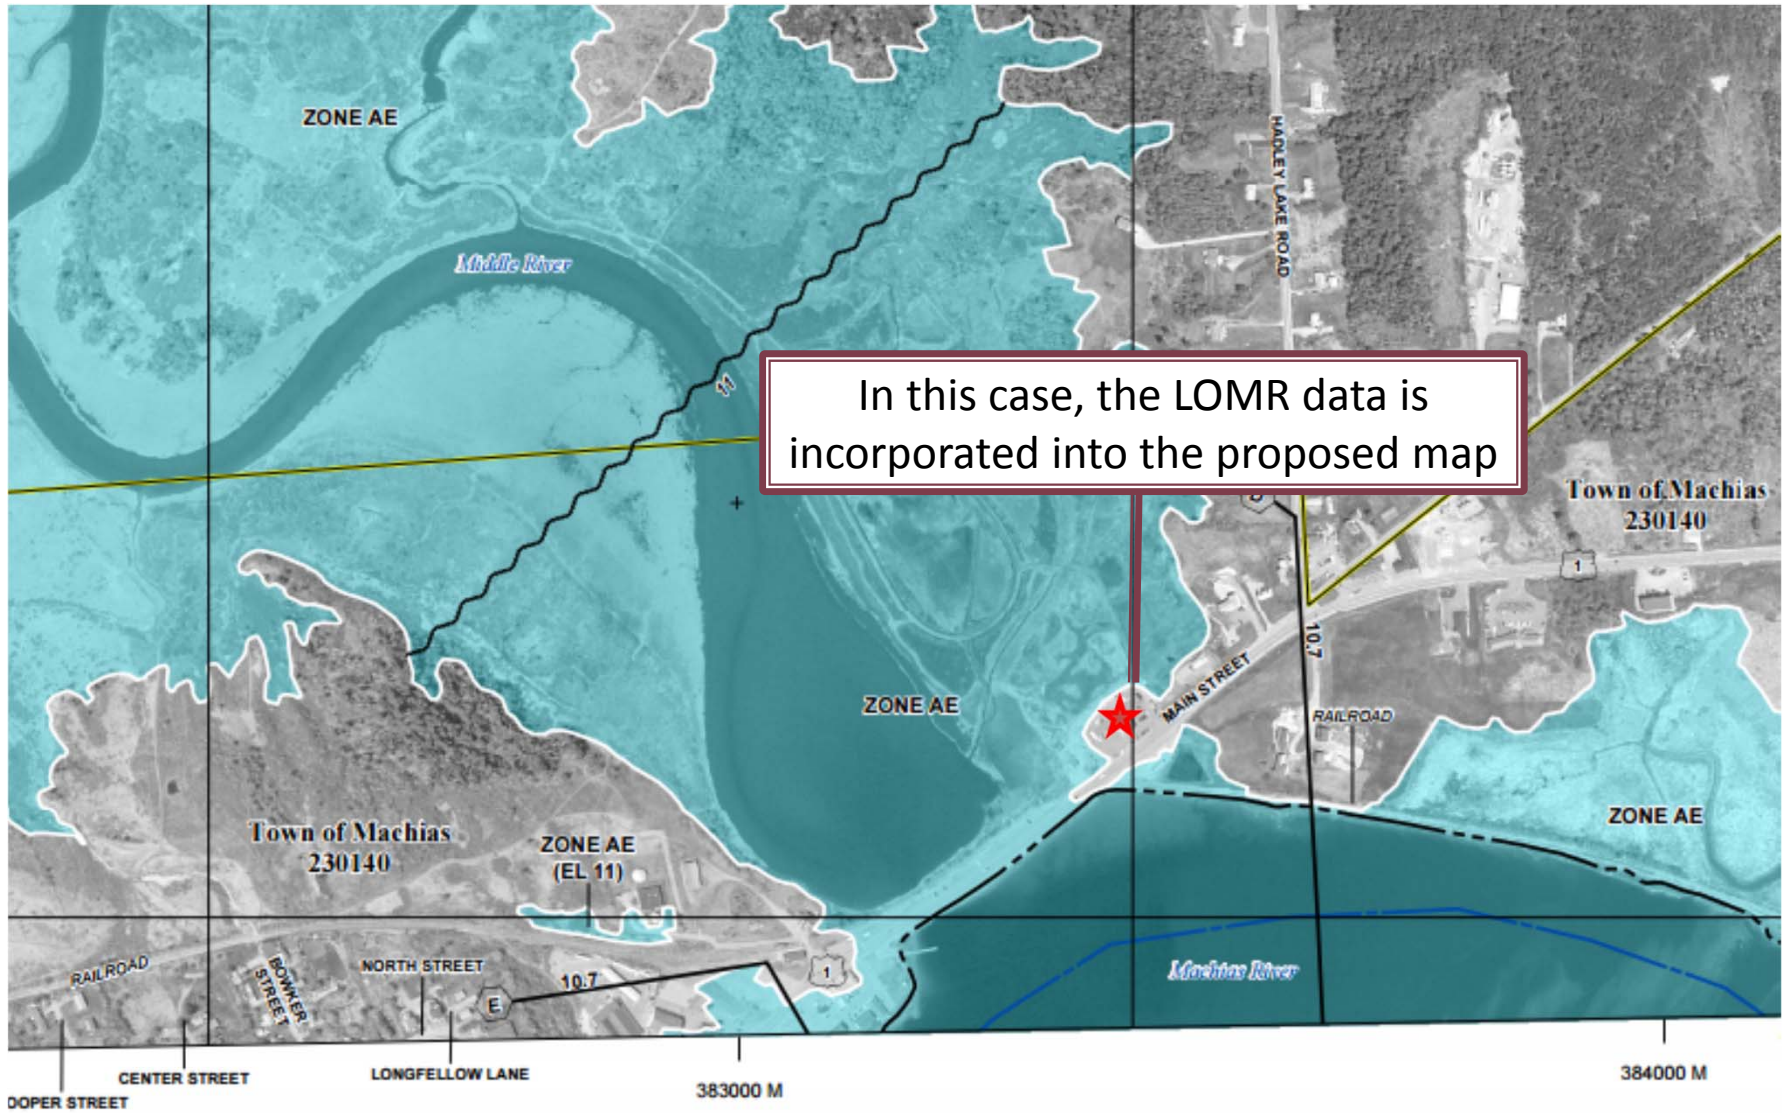 ZONE AE
HADLEY LAKE ROAD
Middle River
11
In this case, the LOMR data is
incorporated into the proposed map
Town of Machias
230140
1
10.7
MAIN STREET
ZONE AE
RAILROAD
ZONE AE
Town of Machias
230140
ZONE AE
(EL 11)
RAILROAD
BOWKER
STREET
NORTH STREET
10.7
E
1
Machias River
CENTER STREET
LONGFELLOW LANE
383000 M
384000 M
OOPER STREET